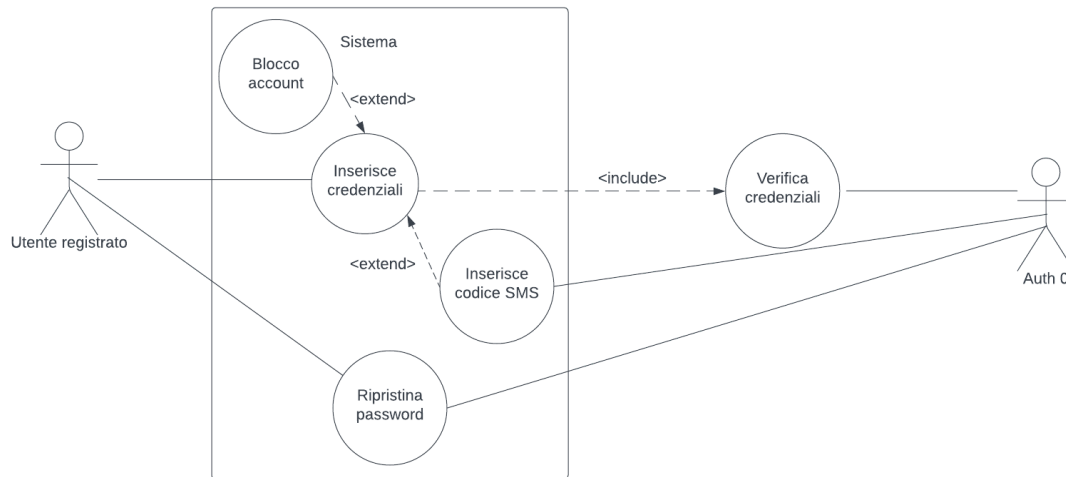 Sistema
Blocco
account
<extend>
Inserisce
credenziali
<include>
Verifica
credenziali
Utente registrato
<extend>
Inserisce
codice SMS
Auth 0
Ripristina
password